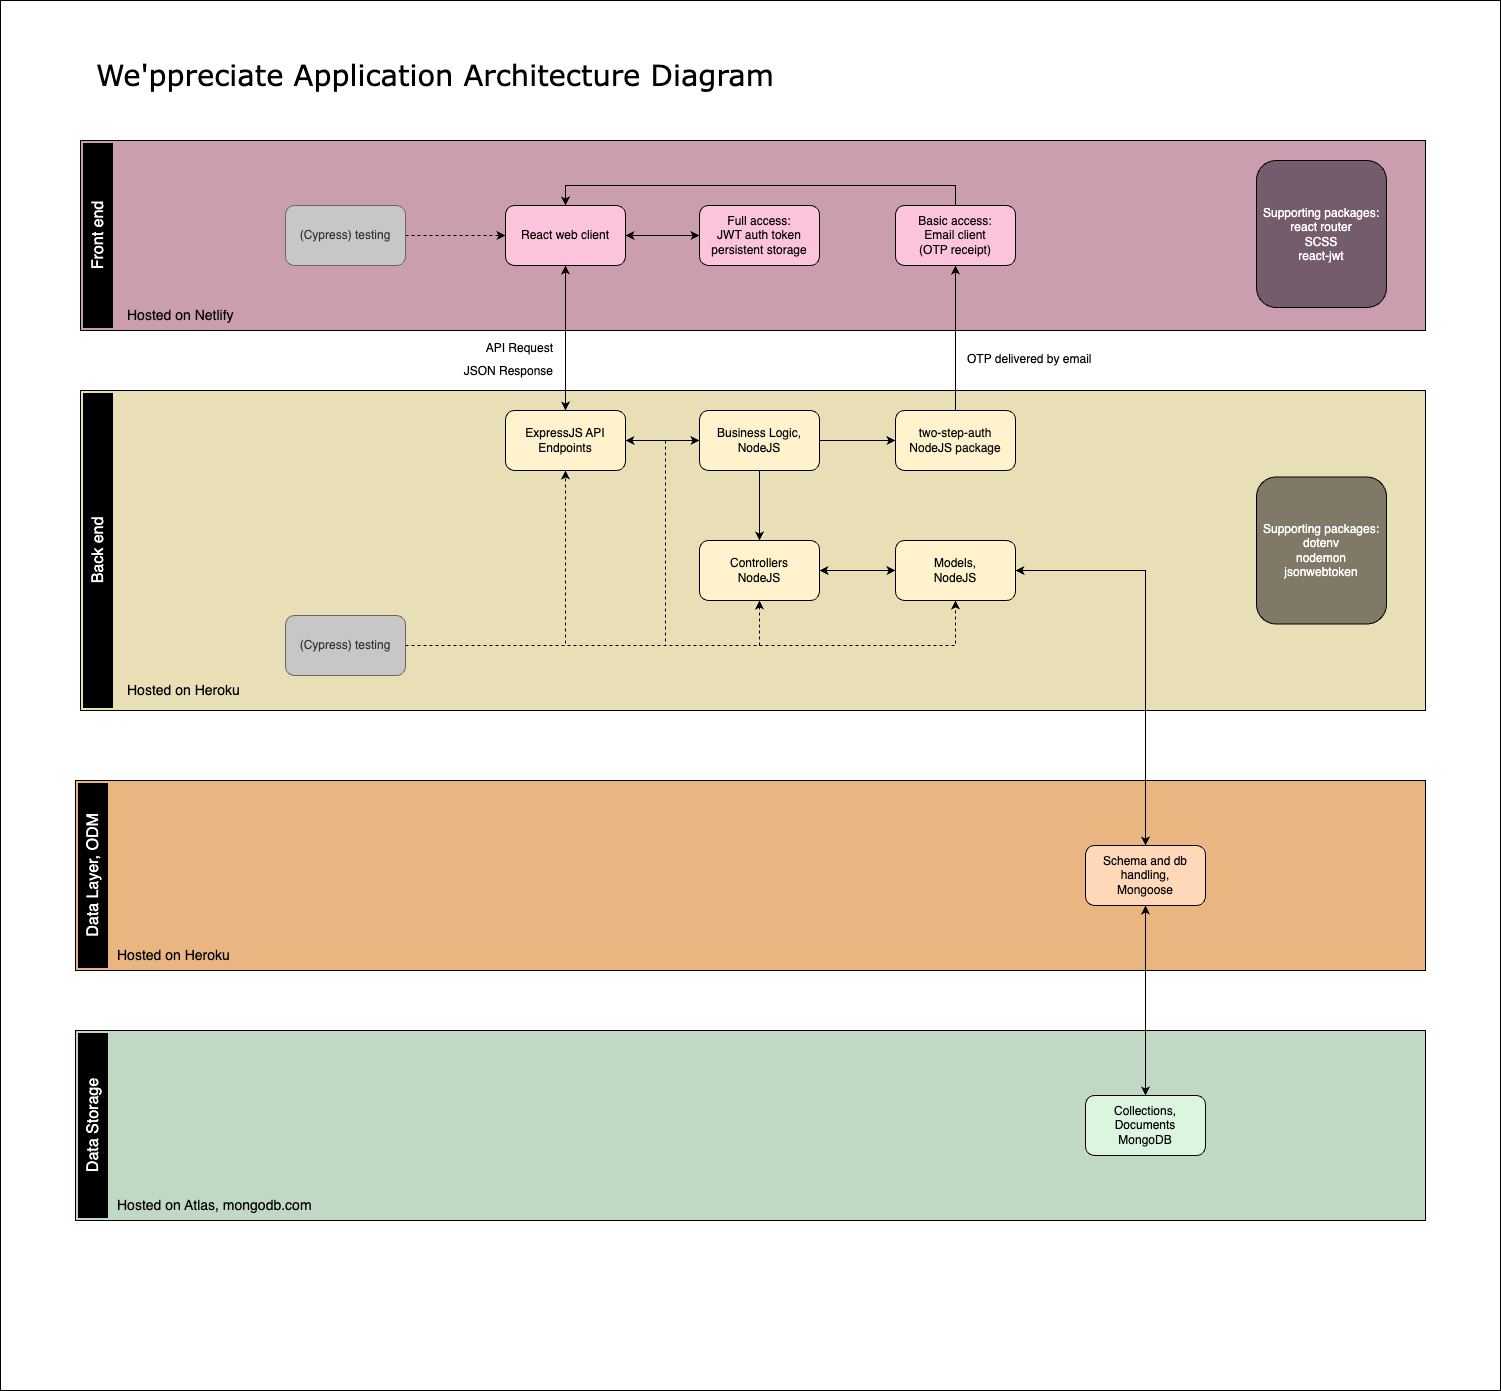 We'ppreciate Application Architecture Diagram
Front end
(Cypress) testing
React web client
Full access:
JWT auth token
persistent storage
Basic access:
Email client
(OTP receipt)
Supporting packages:
react router
SCSS
react-jwt
Hosted on Netlify
API Request
JSON Response
OTP delivered by email
Back end
ExpressJS API
Endpoints
Business Logic,
NodeJS
two-step-auth
NodeJS package
Controllers
NodeJS
Models,
NodeJS
Supporting packages:
dotenv
nodemon
jsonwebtoken
(Cypress) testing
Hosted on Heroku
Data Layer, ODM
Schema and db
handling,
Mongoose
Hosted on Heroku
Data Storage
Collections,
Documents
MongoDB
Hosted on Atlas, mongodb.com